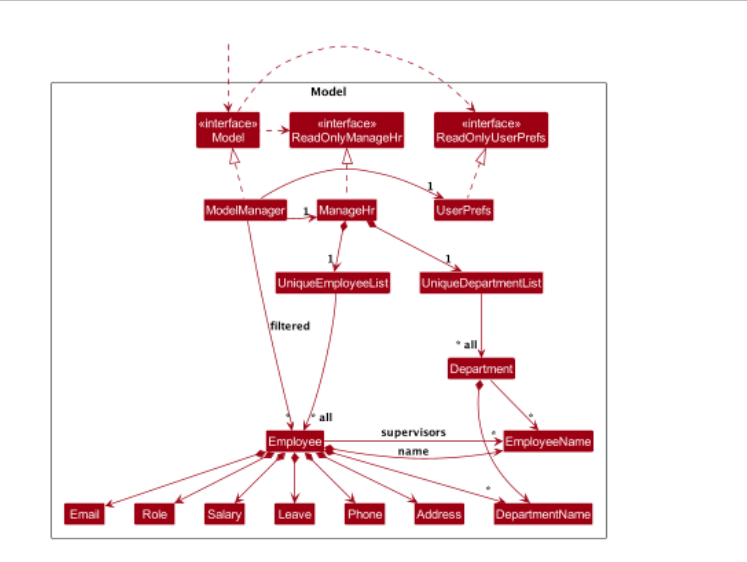 Model
«interface»
Model
«interface»
ReadOnlyManageHr
«interface»
ReadOnlyUserPrefs
1
ModelManager
1
ManageHr
UserPrefs
1
1
UniqueEmployeeList
UniqueDepartmentList
filtered
* all
Department
*
* all
*
supervisors
*
Employee
EmployeeName
name
*
Email
Role
Salary
Leave
Phone
Address
DepartmentName